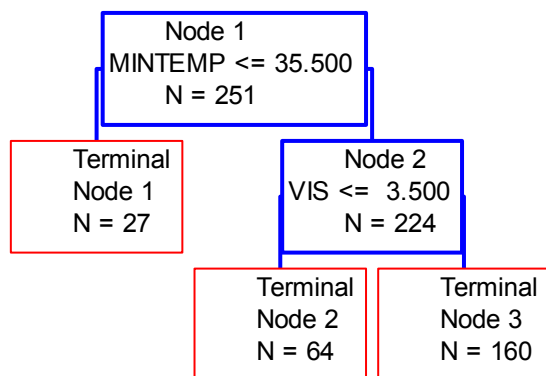 Node 1
MINTEMP <= 35.500
N = 251
Terminal
Node 1
N = 27
Node 2
VIS <= 3.500
N = 224
Terminal
Node 2
N = 64
Terminal
Node 3
N = 160